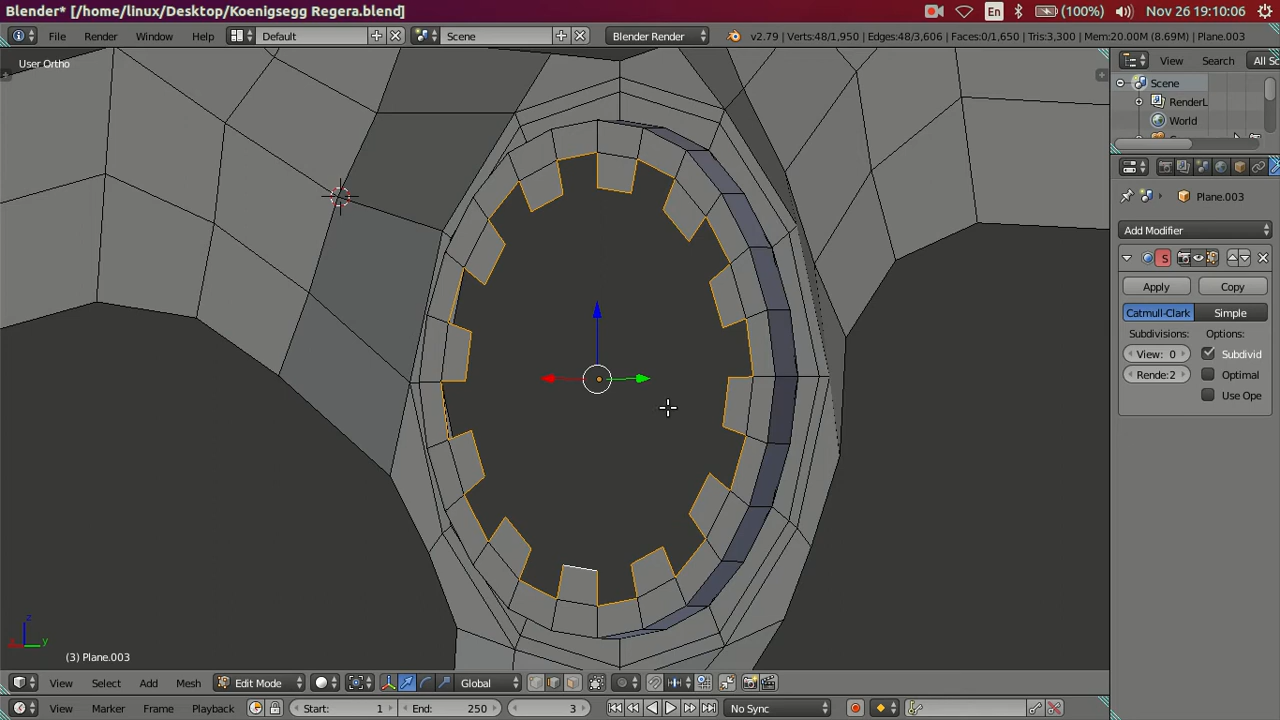 Blender* [/home/linux/Desktop/Koenigsegg Regera.blend]
En (100%) Nov 26 19:10:06
File Render Window Help Default Scene Blender Render v2.79 | Verts:48/1,950 | Edges:48/3,606 | Faces:0/1,650 | Tris:3,300 | Mem:20.00M (8.69M) | Plane.003
User Ortho
View Search All Sc
Scene
RenderL
World
Plane.003
Add Modifier
S
Apply Copy
Catmull-Clark Simple
Subdivisions: Options:
View: 0 Subdivid
Rende:2 Optimal
Use Ope
z
x y
(3) Plane.003
View Select Add Mesh Edit Mode Global
View Marker Frame Playback Start: 1 End: 250 3 No Sync